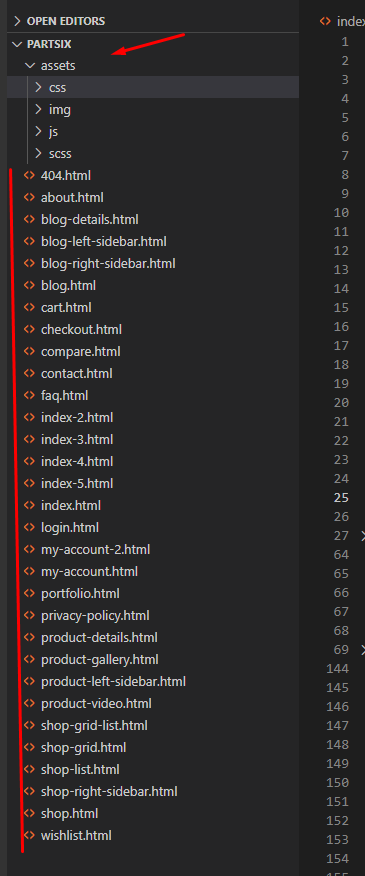 OPEN EDITORS
PARTSIX
assets
css
img
js
scss
404.html
about.html
blog-details.html
blog-left-sidebar.html
blog-right-sidebar.html
blog.html
cart.html
checkout.html
compare.html
contact.html
faq.html
index-2.html
index-3.html
index-4.html
index-5.html
index.html
login.html
my-account-2.html
my-account.html
portfolio.html
privacy-policy.html
product-details.html
product-gallery.html
product-left-sidebar.html
product-video.html
shop-grid-list.html
shop-grid.html
shop-list.html
shop-right-sidebar.html
shop.html
wishlist.html
index
1
2
3
4
5
6
7
8
9
10
11
12
13
14
15
16
17
18
19
20
21
22
23
24
25
26
27
64
65
66
67
68
69
144
145
146
147
148
149
150
151
152
153
154